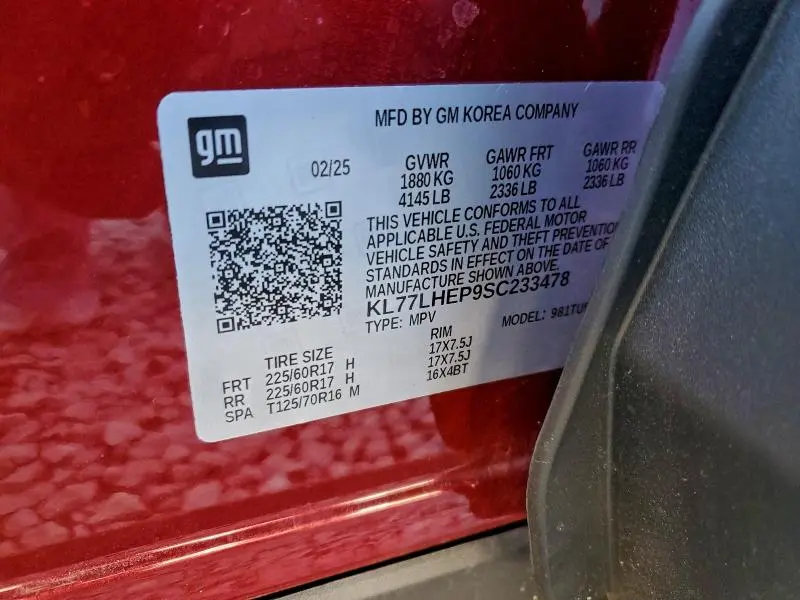 gm
MFD BY GM KOREA COMPANY
02/25
GVWR GAWR FRT GAWR RR
1880 KG 1060 KG 1060 KG
4145 LB 2336 LB 2336 LB
THIS VEHICLE CONFORMS TO ALL
APPLICABLE U.S. FEDERAL MOTOR
VEHICLE SAFETY AND THEFT
STANDARDS IN EFFECT ON THE DATE OF
MANUFACTURE SHOWN ABOVE.
KL77LHEP9SC233478
TYPE: MPV MODEL:
TIRE SIZE RIM
FRT 225/60R17 H 17X7.5J
RR 225/60R17 H 17X7.5J
SPA T125/70R16 M 16X4BT